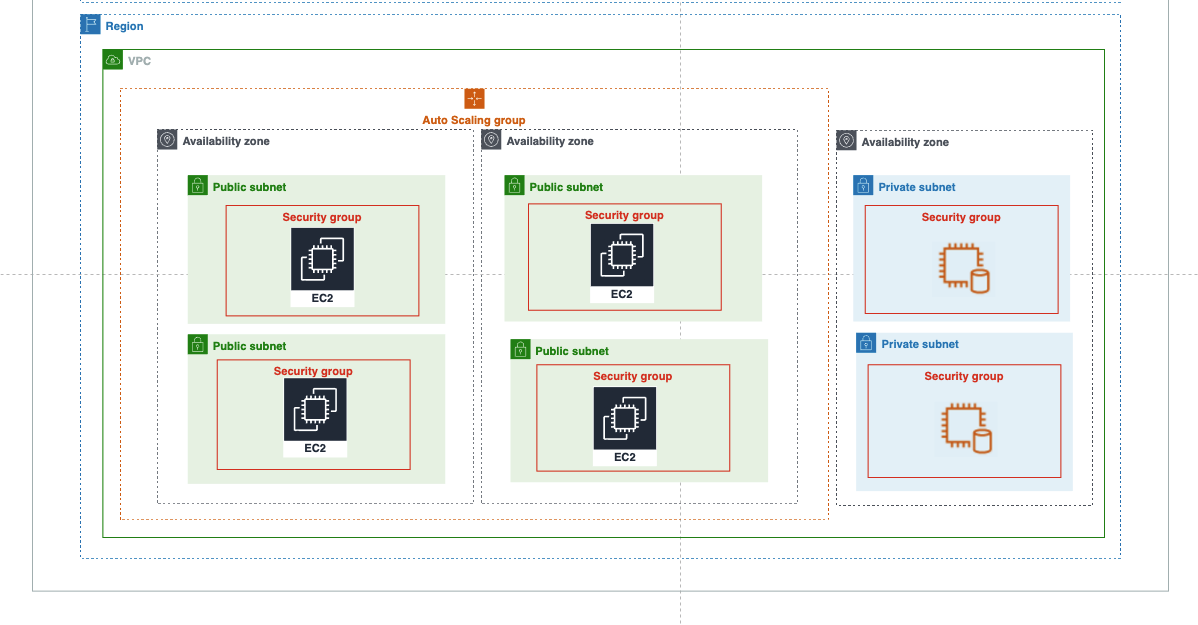 Region
VPC
Auto Scaling group
Availability zone
Availability zone
Availability zone
Public subnet
Security group
EC2
Public subnet
Security group
EC2
Private subnet
Security group
Public subnet
Security group
EC2
Public subnet
Security group
EC2
Private subnet
Security group